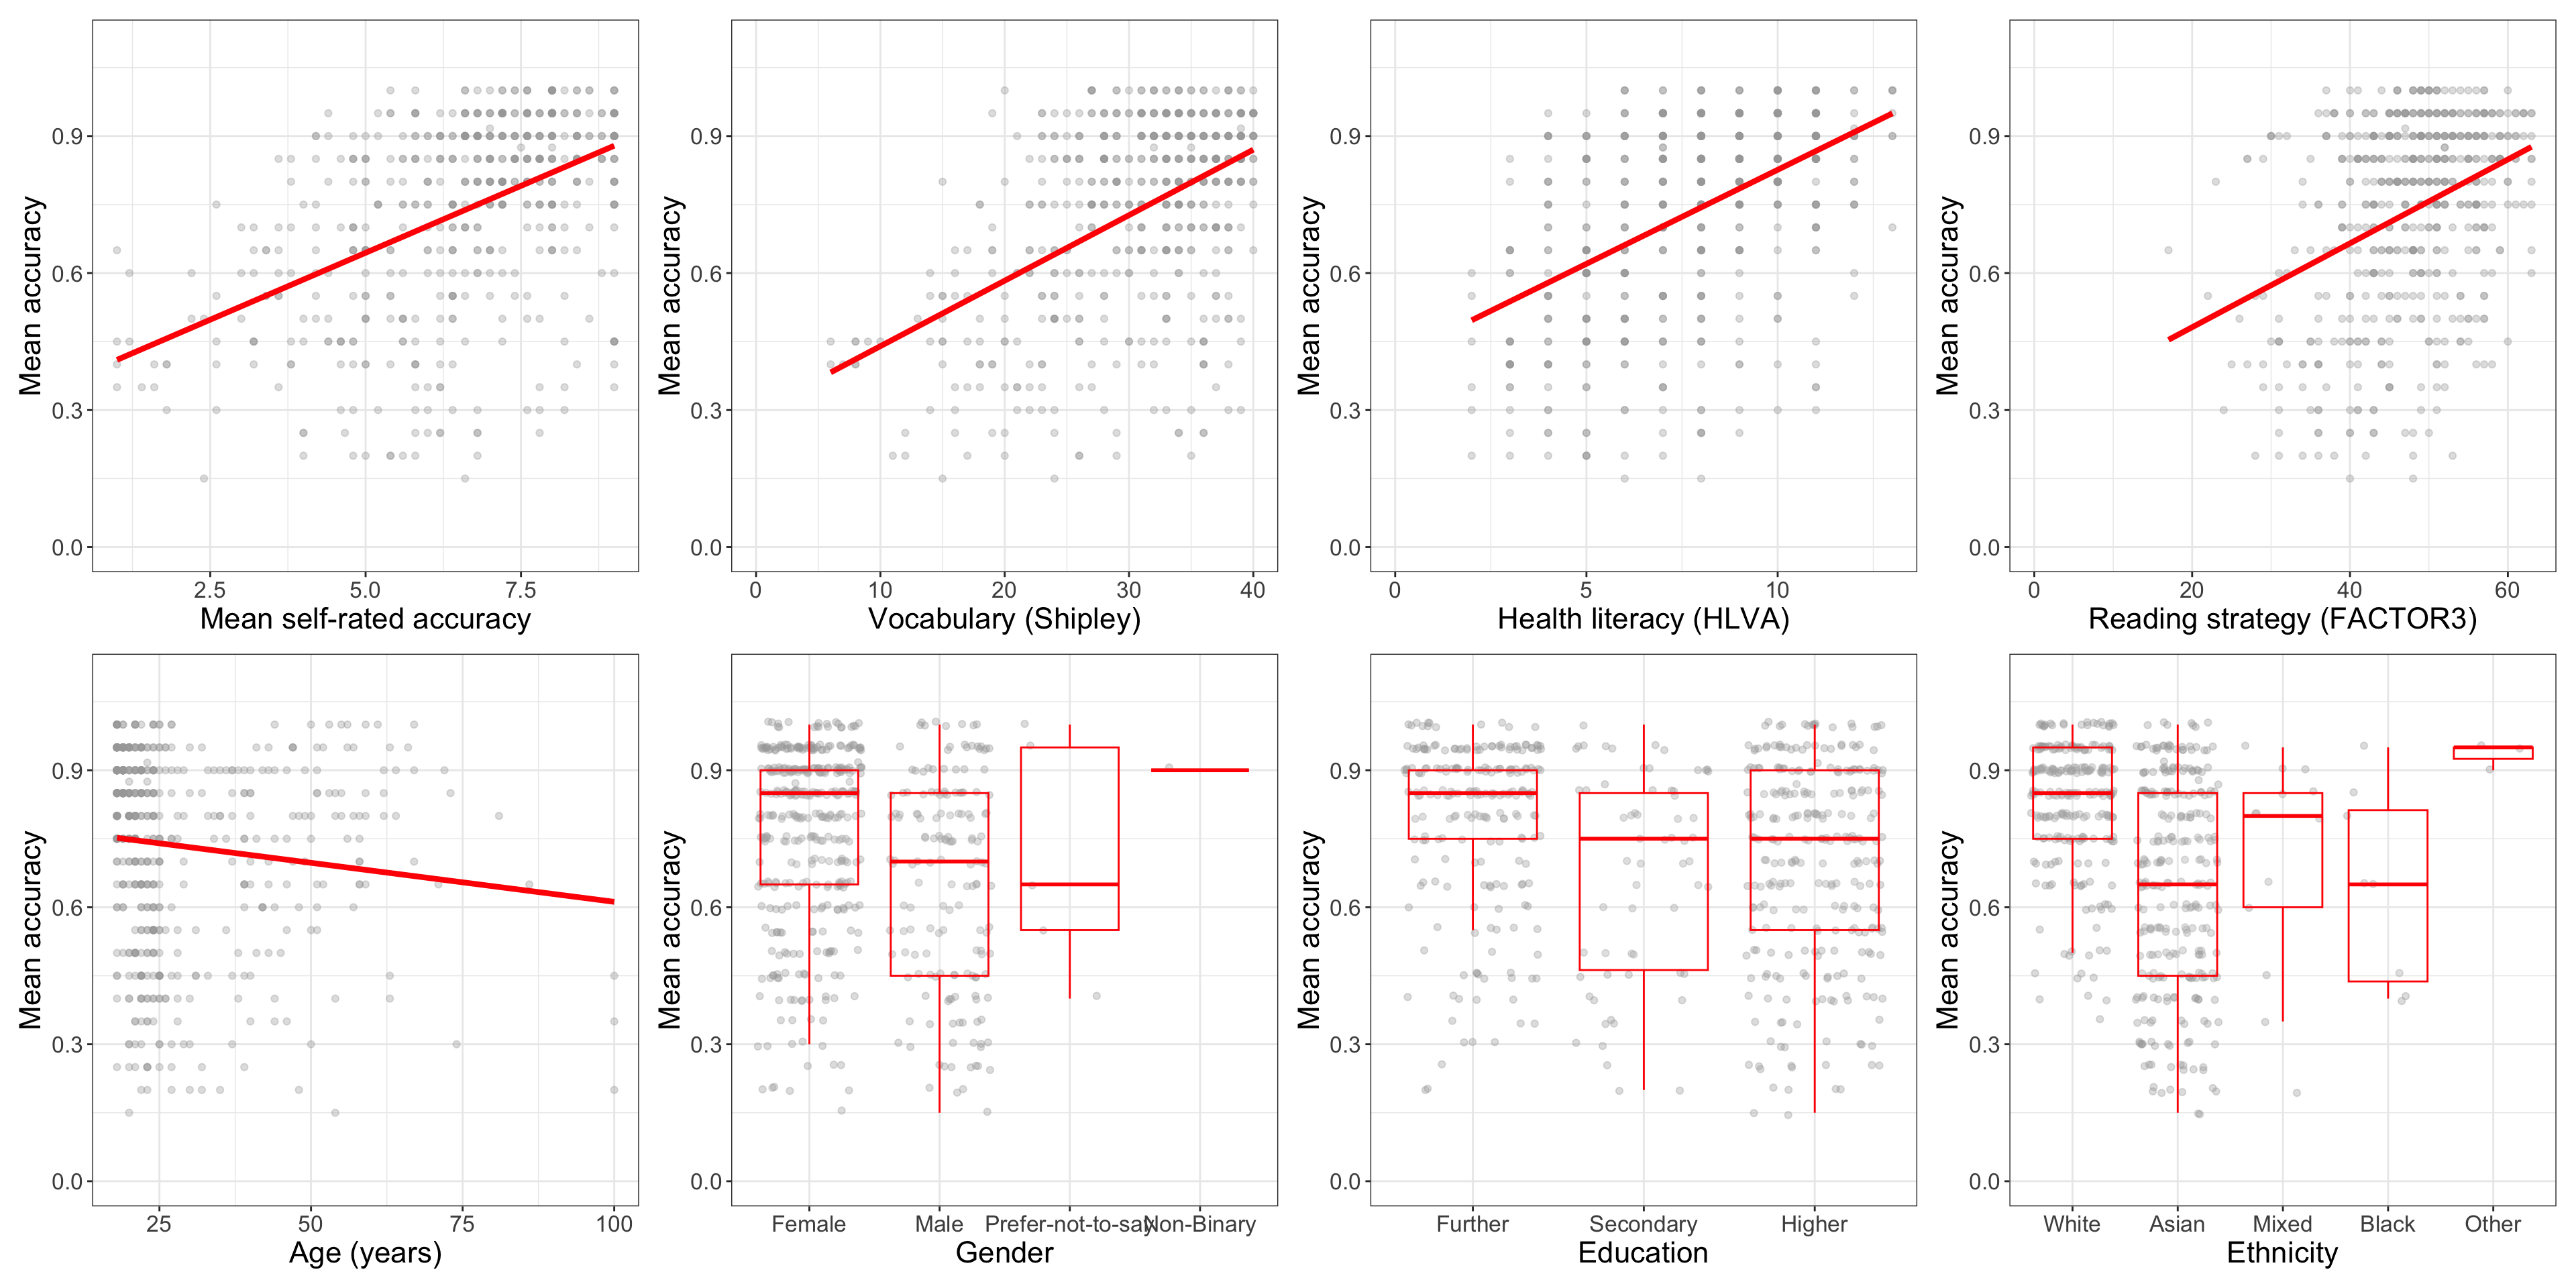 Mean accuracy
0.9
0.6
0.3
0.0
2.5 5.0 7.5
Mean self-rated accuracy
Mean accuracy
0.9
0.6
0.3
0.0
0 10 20 30 40
Vocabulary (Shipley)
Mean accuracy
0.9
0.6
0.3
0.0
0 5 10
Health literacy (HLVA)
Mean accuracy
0.9
0.6
0.3
0.0
0 20 40 60
Reading strategy (FACTOR3)
Mean accuracy
0.9
0.6
0.3
0.0
25 50 75 100
Age (years)
Mean accuracy
0.9
0.6
0.3
0.0
Female Male Prefer-not-to-say Non-Binary
Gender
Mean accuracy
0.9
0.6
0.3
0.0
Further Secondary Higher
Education
Mean accuracy
0.9
0.6
0.3
0.0
White Asian Mixed Black Other
Ethnicity